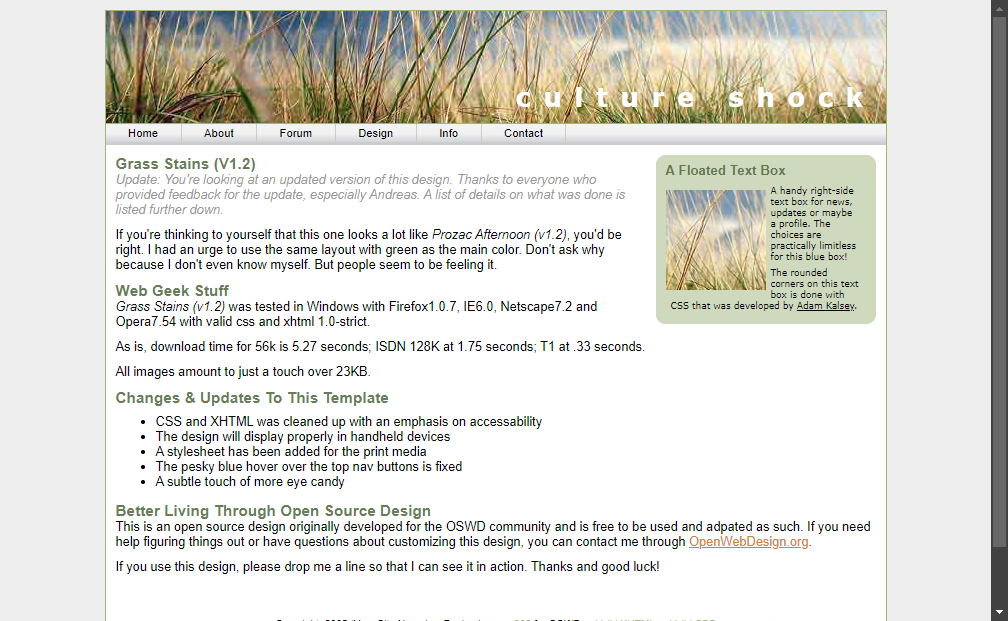 culture shock
Home About Forum Design Info Contact
Grass Stains (V1.2)
Update: You're looking at an updated version of this design. Thanks to everyone who
provided feedback for the update, especially Andreas. A list of details on what was done is
listed further down.
If you're thinking to yourself that this one looks a lot like Prozac Afternoon (v1.2), you'd be
right. I had an urge to use the same layout with green as the main color. Don't ask why
because I don't even know myself. But people seem to be feeling it.
Web Geek Stuff
Grass Stains (v1.2) was tested in Windows with Firefox1.0.7, IE6.0, Netscape7.2 and
Opera7.54 with valid css and xhtml 1.0-strict.
As is, download time for 56k is 5.27 seconds; ISDN 128K at 1.75 seconds; T1 at .33 seconds.
All images amount to just a touch over 23KB.
A Floated Text Box
A handy right-side
text box for news,
updates or maybe
a profile. The
choices are
practically limitless
for this blue box!
The rounded
corners on this text
box is done with
CSS that was developed by Adam Kalsey.
Changes & Updates To This Template
• CSS and XHTML was cleaned up with an emphasis on accessability
• The design will display properly in handheld devices
• A stylesheet has been added for the print media
• The pesky blue hover over the top nav buttons is fixed
• A subtle touch of more eye candy
Better Living Through Open Source Design
This is an open source design originally developed for the OSWD community and is free to be used and adpated as such. If you need
help figuring things out or have questions about customizing this design, you can contact me through OpenWebDesign.org.
If you use this design, please drop me a line so that I can see it in action. Thanks and good luck!